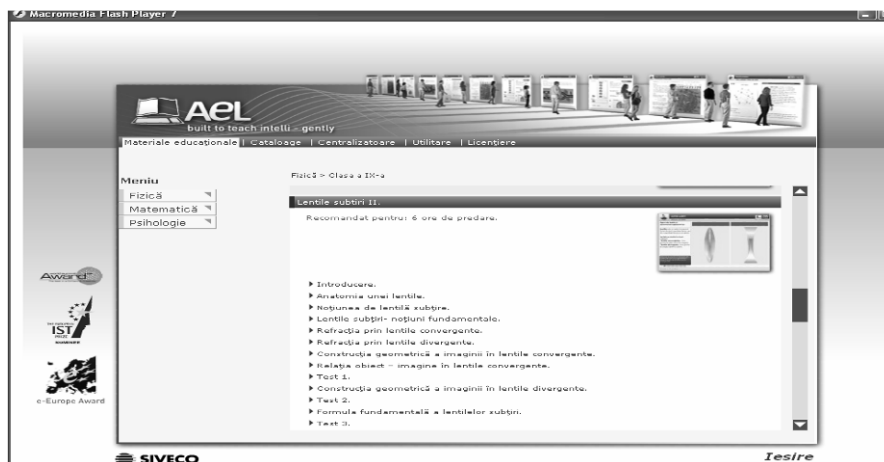 Macromedia Flash Player 7
AeL
built to teach intelli - gently
Materiale educaționale | Cataloage | Centralizatoare | Utilitare | Licențiere
Meniu
Fizică
Matematică
Psihologie
Fizică > Clasa a IX-a
Lentile subtiri II.
Recomandat pentru: 6 ore de predare.
Introducere.
Anatomia unei lentile.
Noțiunea de lentilă subțire.
Lentile subțiri- noțiuni fundamentale.
Refracția prin lentile convergente.
Refracția prin lentile divergente.
Construcția geometrică a imaginii în lentile convergente.
Relația obiect – imagine în lentile convergente.
Test 1.
Construcția geometrică a imaginii în lentile divergente.
Test 2.
Formula fundamentală a lentilelor subțiri.
Test 3.
Award
IST
e-Europe Award
SIVECO
Iesire